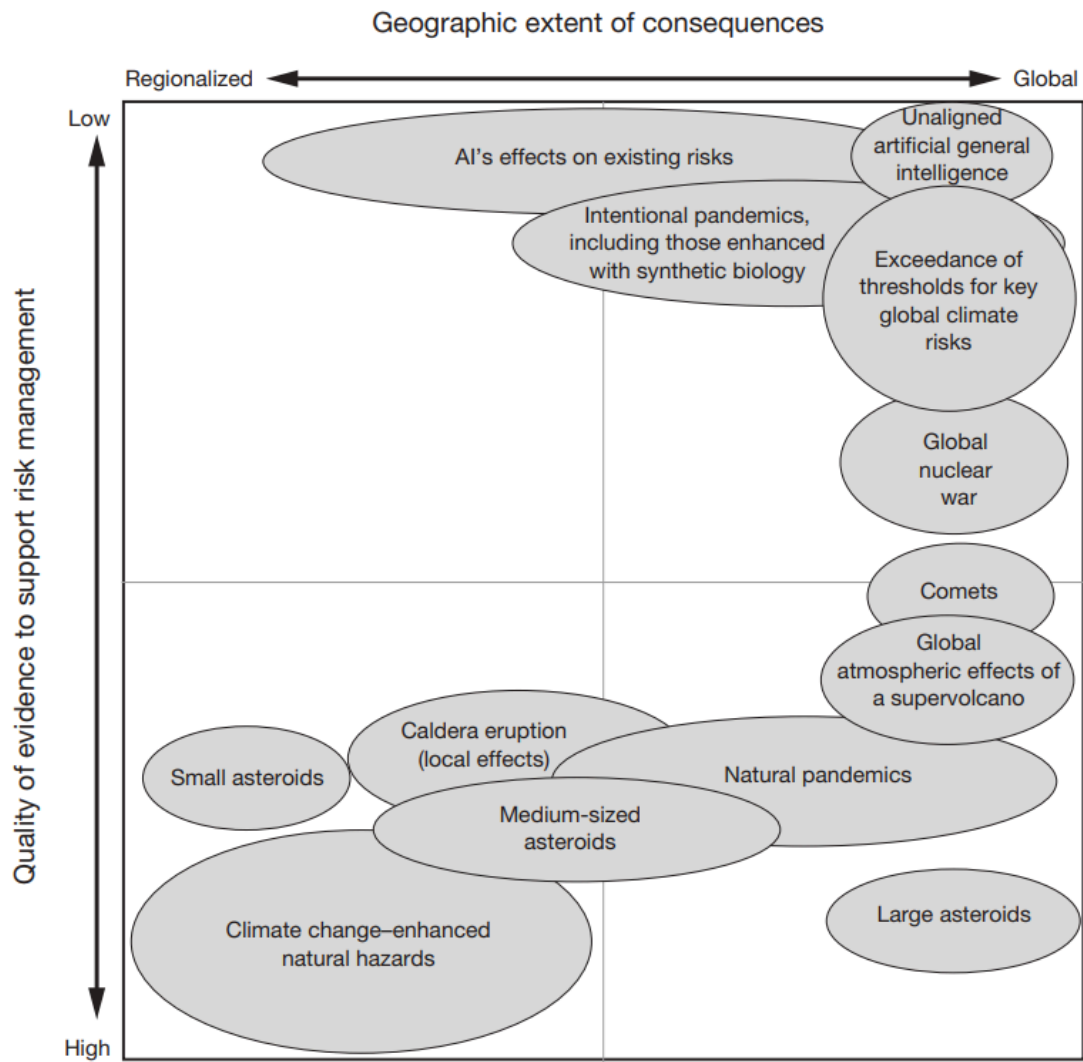 Geographic extent of consequences
Regionalized
Global
Low
Quality of evidence to support risk management
High
AI's effects on existing risks
Unaligned
artificial general
intelligence
Intentional pandemics,
including those enhanced
with synthetic biology
Exceedance of
thresholds for key
global climate
risks
Global
nuclear
war
Comets
Global
atmospheric effects of
a supervolcano
Caldera eruption
(local effects)
Small asteroids
Natural pandemics
Medium-sized
asteroids
Climate change–enhanced
natural hazards
Large asteroids